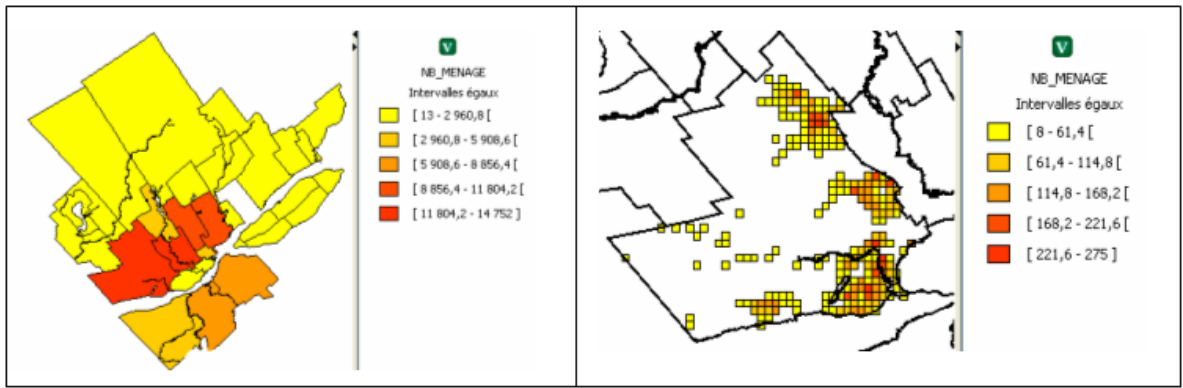 V
NB_MENAGE
Intervalles égaux
[ 13 - 2 960,8 [
[ 2 960,8 - 5 908,6 [
[ 5 908,6 - 8 856,4 [
[ 8 856,4 - 11 804,2 [
[ 11 804,2 - 14 752 ]
V
NB_MENAGE
Intervalles égaux
[ 8 - 61,4 [
[ 61,4 - 114,8 [
[ 114,8 - 168,2 [
[ 168,2 - 221,6 [
[ 221,6 - 275 ]